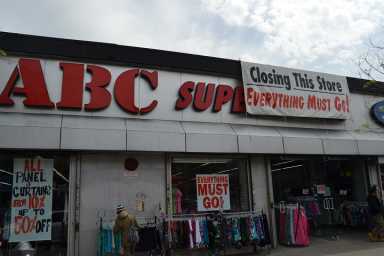 ABC SUPE
Closing This Store
EVERYTHING MUST GO!
ALL
PANEL
CURTAINS
FROM 10%
UP TO
50% OFF
EVERYTHING
MUST
GO!